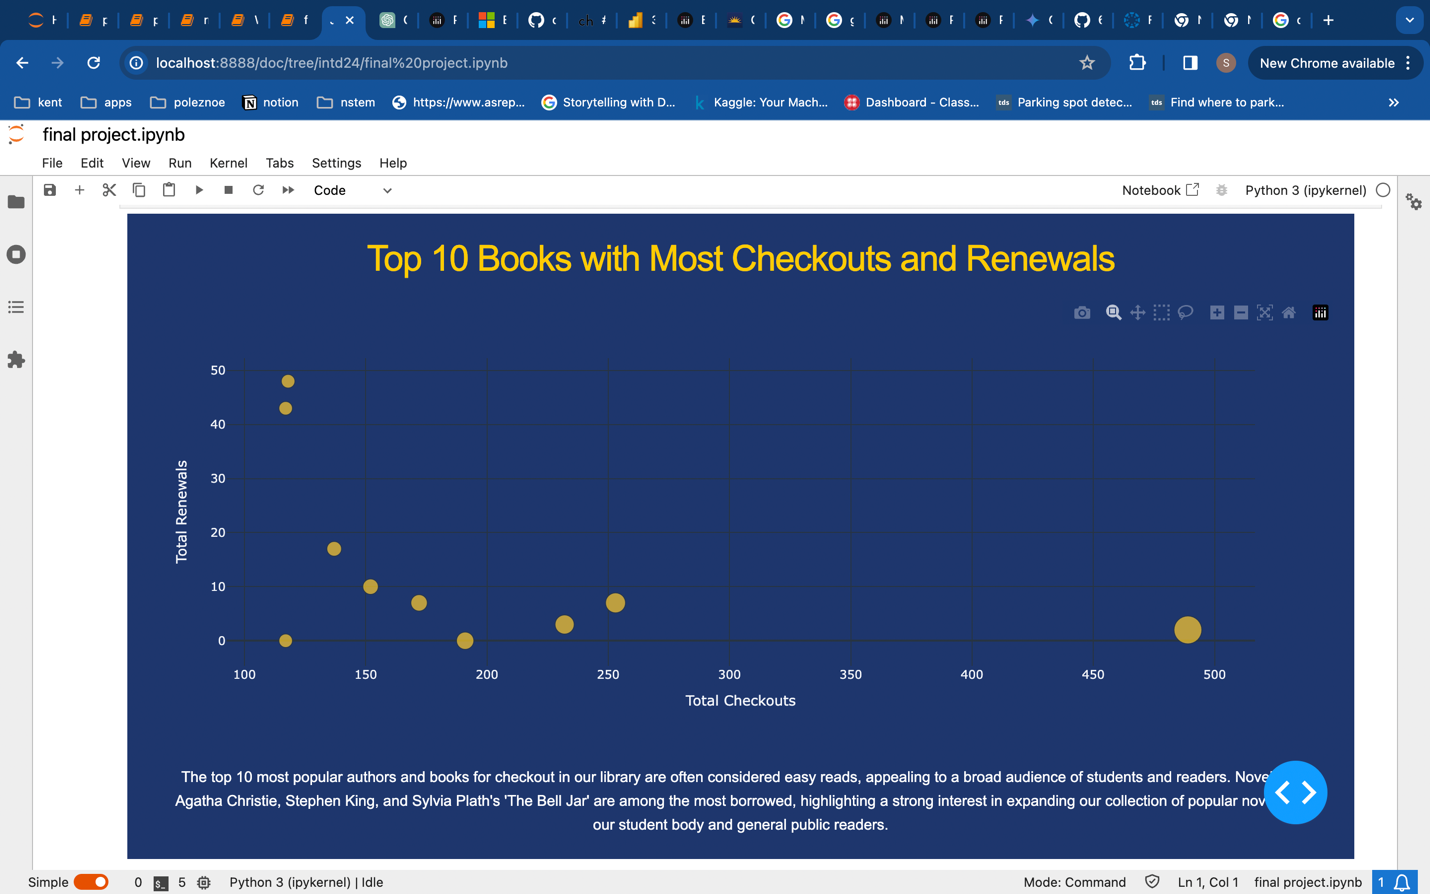 localhost:8888/doc/tree/intd24/final%20project.ipynb
S
New Chrome available
kent
apps
poleznoe
notion
nstem
https://www.asrep...
Storytelling with D...
Kaggle: Your Mach...
Dashboard - Class...
tds
Parking spot detec...
tds
Find where to park...
final project.ipynb
File Edit View Run Kernel Tabs Settings Help
Code
Notebook
Python 3 (ipykernel)
Top 10 Books with Most Checkouts and Renewals
50
40
30
20
10
0
Total Renewals
100 150 200 250 300 350 400 450 500
Total Checkouts
The top 10 most popular authors and books for checkout in our library are often considered easy reads, appealing to a broad audience of students and readers.
Agatha Christie, Stephen King, and Sylvia Plath's 'The Bell Jar' are among the most borrowed, highlighting a strong interest in expanding our collection of popular
our student body and general public readers.
Simple 0 5 Python 3 (ipykernel) | Idle
Mode: Command Ln 1, Col 1 final project.ipynb 1